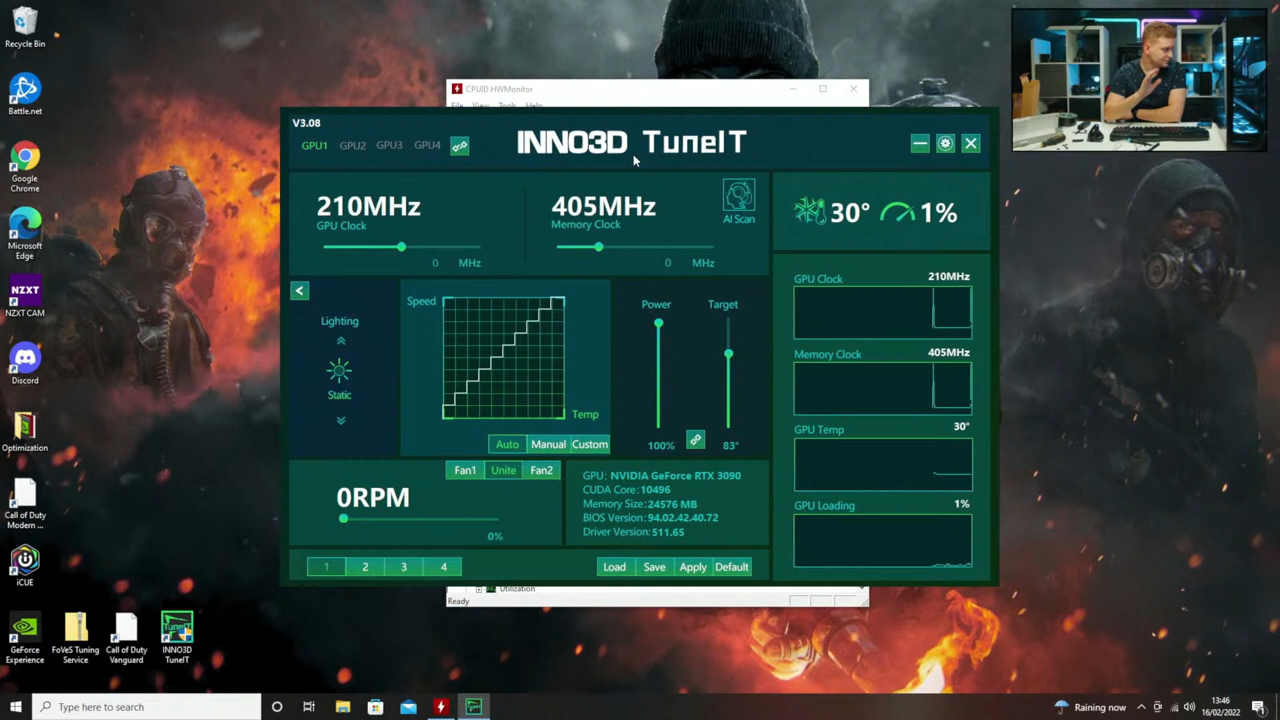 Recycle Bin
Battle.net
Google
Chrome
Microsoft
Edge
NZXT
NZXT CAM
Discord
Optimization
Call of Duty
Modern ...
iCUE
GeForce
Experience
FoVeS Tuning
Service
Call of Duty
Vanguard
TuneIT
INNO3D
TuneIT
CPUID HWMonitor
File View Tools Help
V3.08
GPU1 GPU2 GPU3 GPU4
INNO3D TuneIT
210MHz
GPU Clock
0 MHz
405MHz
Memory Clock
0 MHz
AI Scan
30° 1%
<
Lighting
Static
Speed
Temp
Auto Manual Custom
Power Target
100% 83°
GPU Clock 210MHz
Memory Clock 405MHz
GPU Temp 30°
GPU Loading 1%
Fan1 Unite Fan2
0RPM
0%
GPU: NVIDIA GeForce RTX 3090
CUDA Core: 10496
Memory Size: 24576 MB
BIOS Version: 94.02.42.40.72
Driver Version: 511.65
1 2 3 4
Load Save Apply Default
Utilization
Ready
Type here to search
Raining now
13:46
16/02/2022